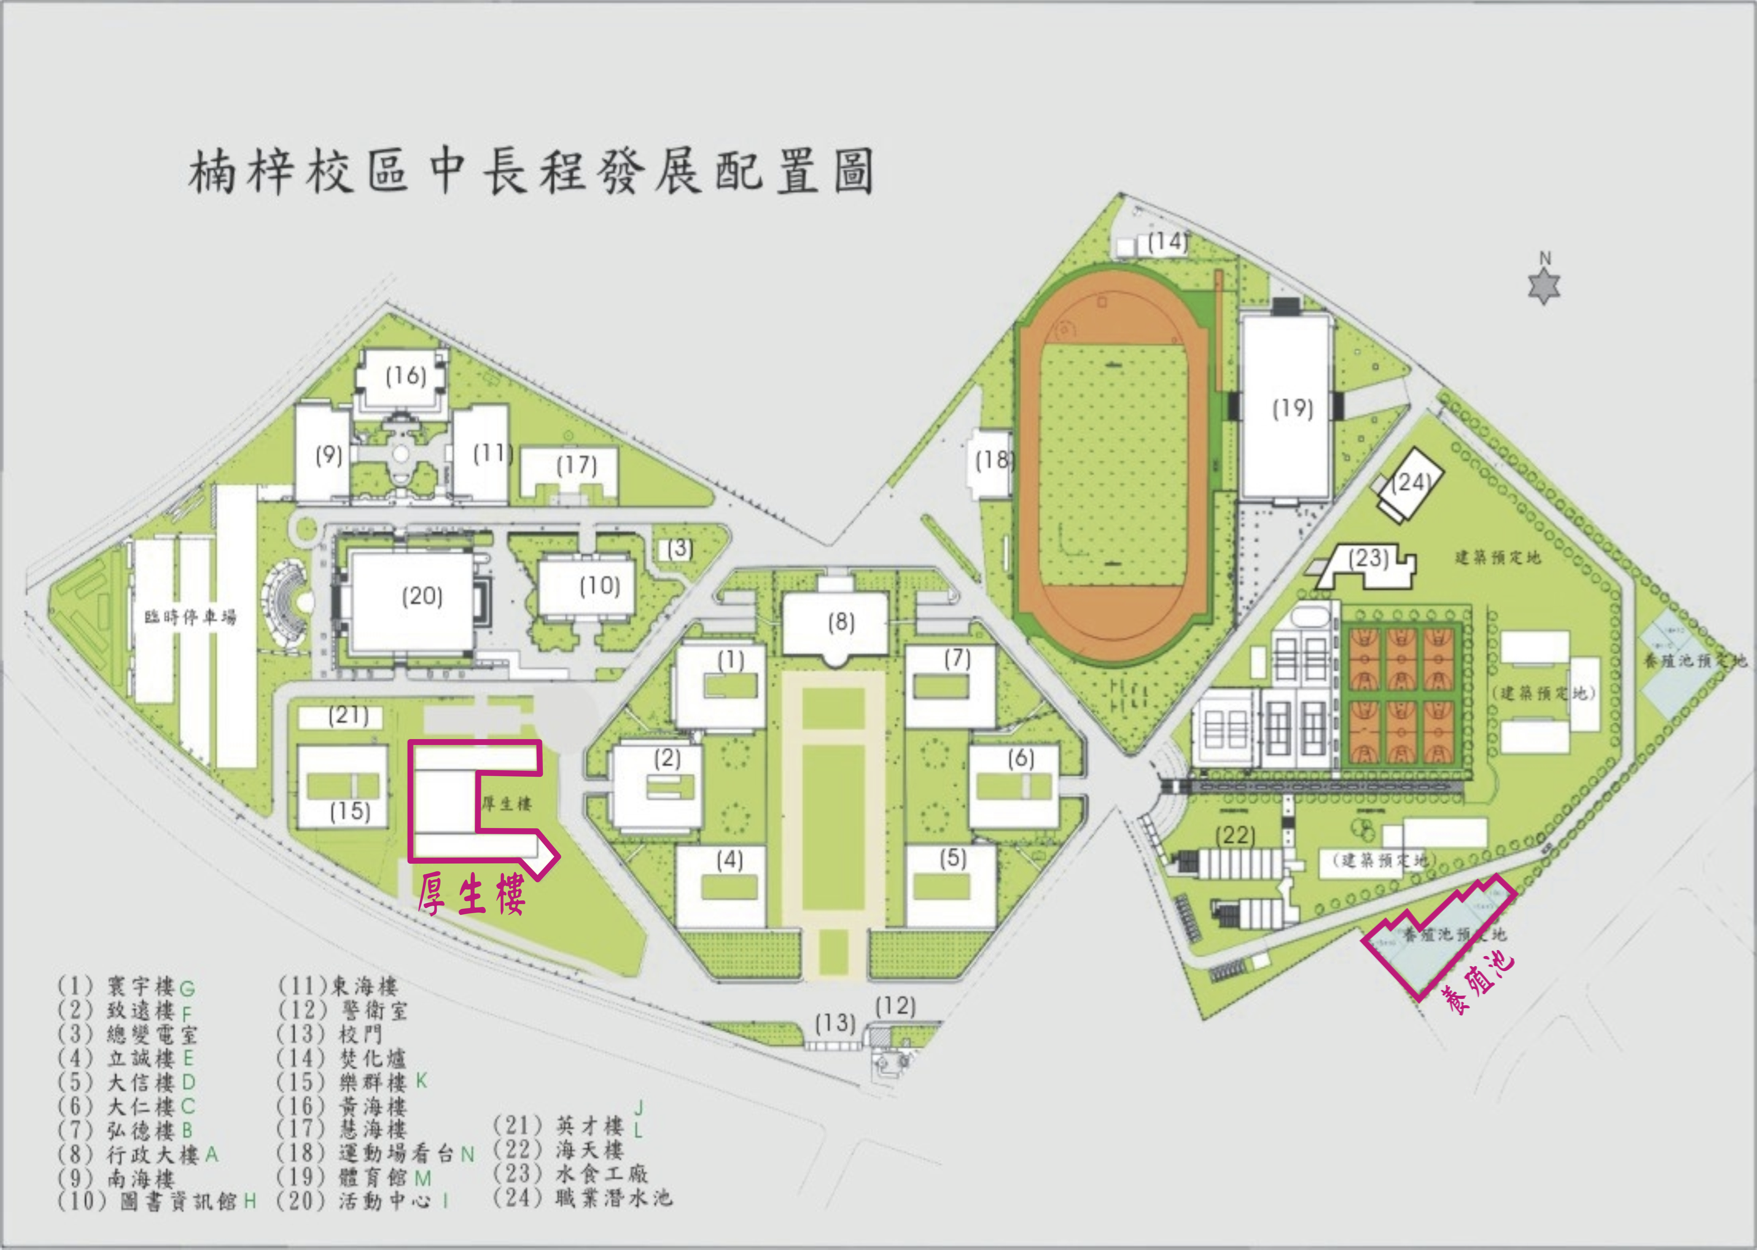 楠梓校區中長程發展配置圖
N
(14)
(16)
(19)
(9)
(11)
(17)
(18)
(24)
(3)
(23)
建築預定地
(20)
(10)
臨時停車場
(8)
(1)
(7)
養殖池預定地
(建築預定地)
(21)
(2)
(6)
(15)
厚生樓
(22)
(4)
(5)
(建築預定地)
厚生樓
養殖池預定地
養殖池
(12)
(13)
(1) 寰宇樓 G
(2) 致遠樓 F
(3) 總變電室
(4) 立誠樓 E
(5) 大信樓 D
(6) 大仁樓 C
(7) 弘德樓 B
(8) 行政大樓 A
(9) 南海樓
(10) 圖書資訊館 H
(11) 東海樓
(12) 警衛室
(13) 校門
(14) 焚化爐
(15) 樂群樓 K
(16) 黃海樓
(17) 慧海樓
(18) 運動場看台 N
(19) 體育館 M
(20) 活動中心 I
J
(21) 英才樓 L
(22) 海天樓
(23) 水食工廠
(24) 職業潛水池